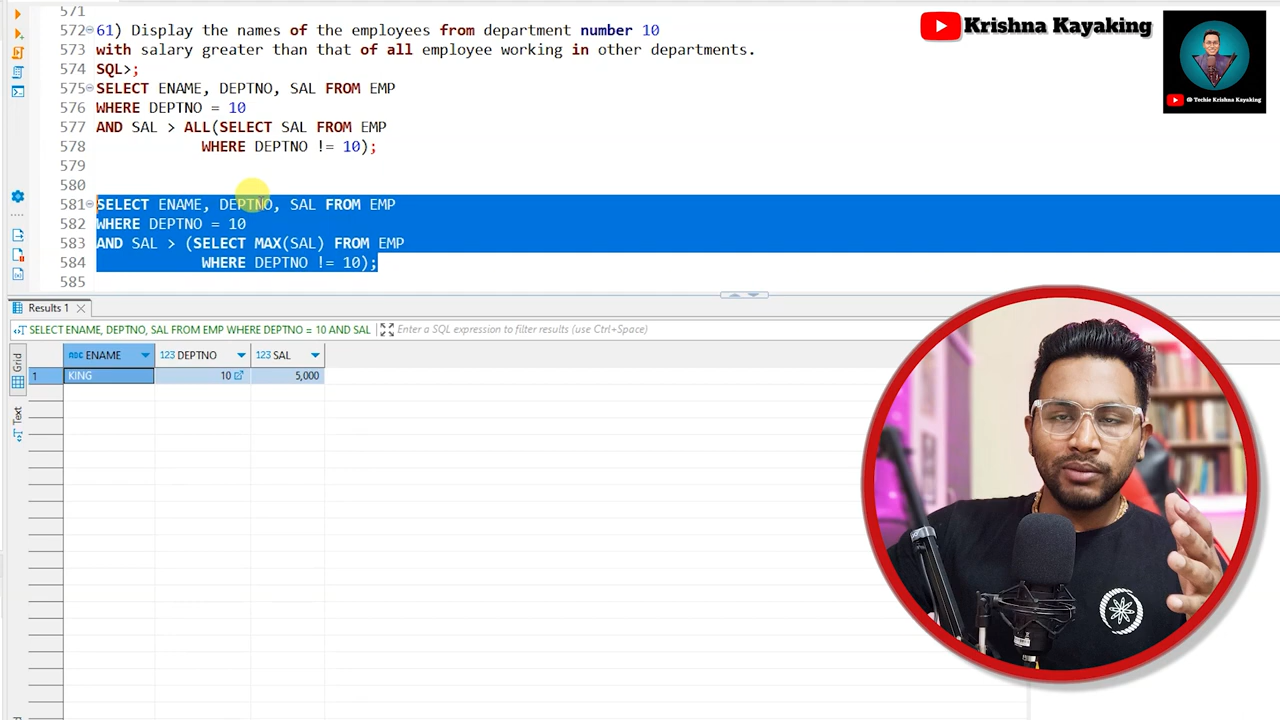 571
572 61) Display the names of the employees from department number 10
573 with salary greater than that of all employee working in other departments.
574 SQL>;
575 SELECT ENAME, DEPTNO, SAL FROM EMP
576 WHERE DEPTNO = 10
577 AND SAL > ALL(SELECT SAL FROM EMP
578 WHERE DEPTNO != 10);
579
580
581 SELECT ENAME, DEPTNO, SAL FROM EMP
582 WHERE DEPTNO = 10
583 AND SAL > (SELECT MAX(SAL) FROM EMP
584 WHERE DEPTNO != 10);
585
Krishna Kayaking
Techie Krishna Kayaking
Results 1
SELECT ENAME, DEPTNO, SAL FROM EMP WHERE DEPTNO = 10 AND SAL
Enter a SQL expression to filter results (use Ctrl+Space)
Grid
Text
ABC ENAME 123 DEPTNO 123 SAL
1 KING 10 5,000